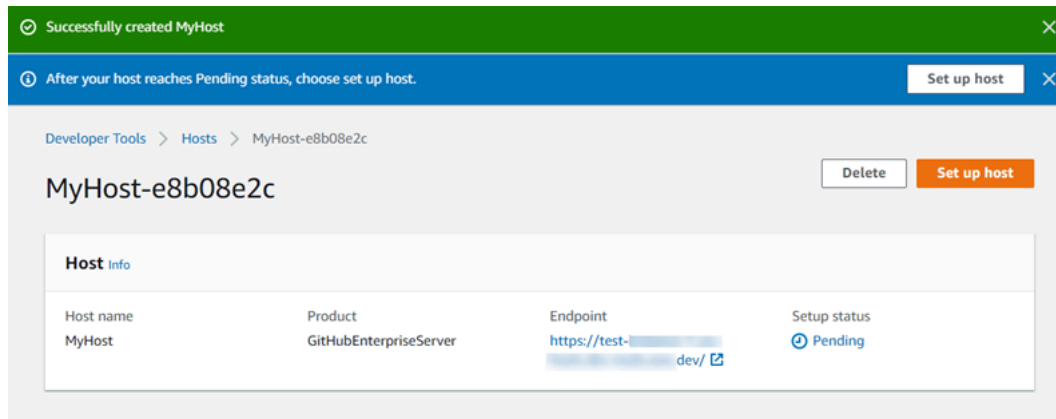 Successfully created MyHost
After your host reaches Pending status, choose set up host.
Set up host
Developer Tools > Hosts > MyHost-e8b08e2c
MyHost-e8b08e2c
Delete
Set up host
Host Info
Host name
Product
Endpoint
Setup status
MyHost
GitHubEnterpriseServer
https://test-
dev/
Pending